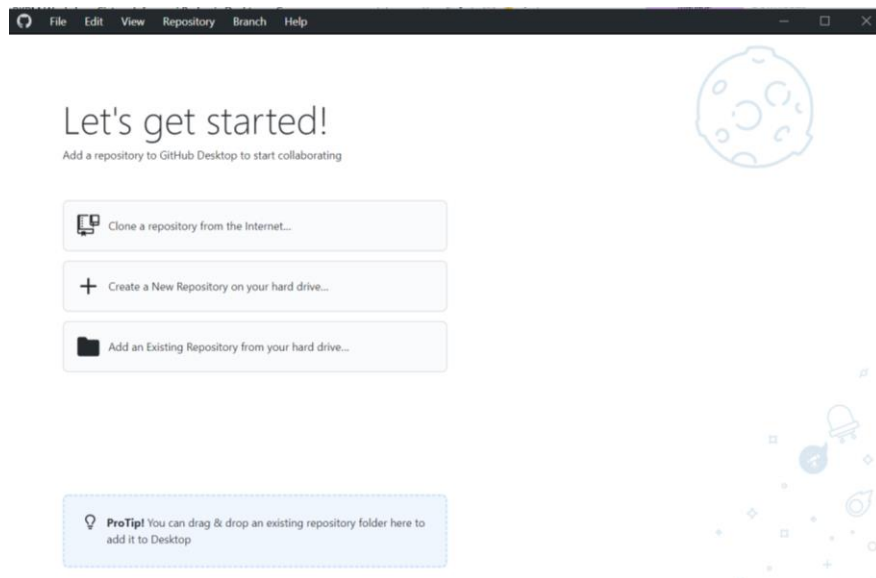 File Edit View Repository Branch Help
Let's get started!
Add a repository to GitHub Desktop to start collaborating
Clone a repository from the Internet...
Create a New Repository on your hard drive...
Add an Existing Repository from your hard drive...
ProTip! You can drag & drop an existing repository folder here to
add it to Desktop